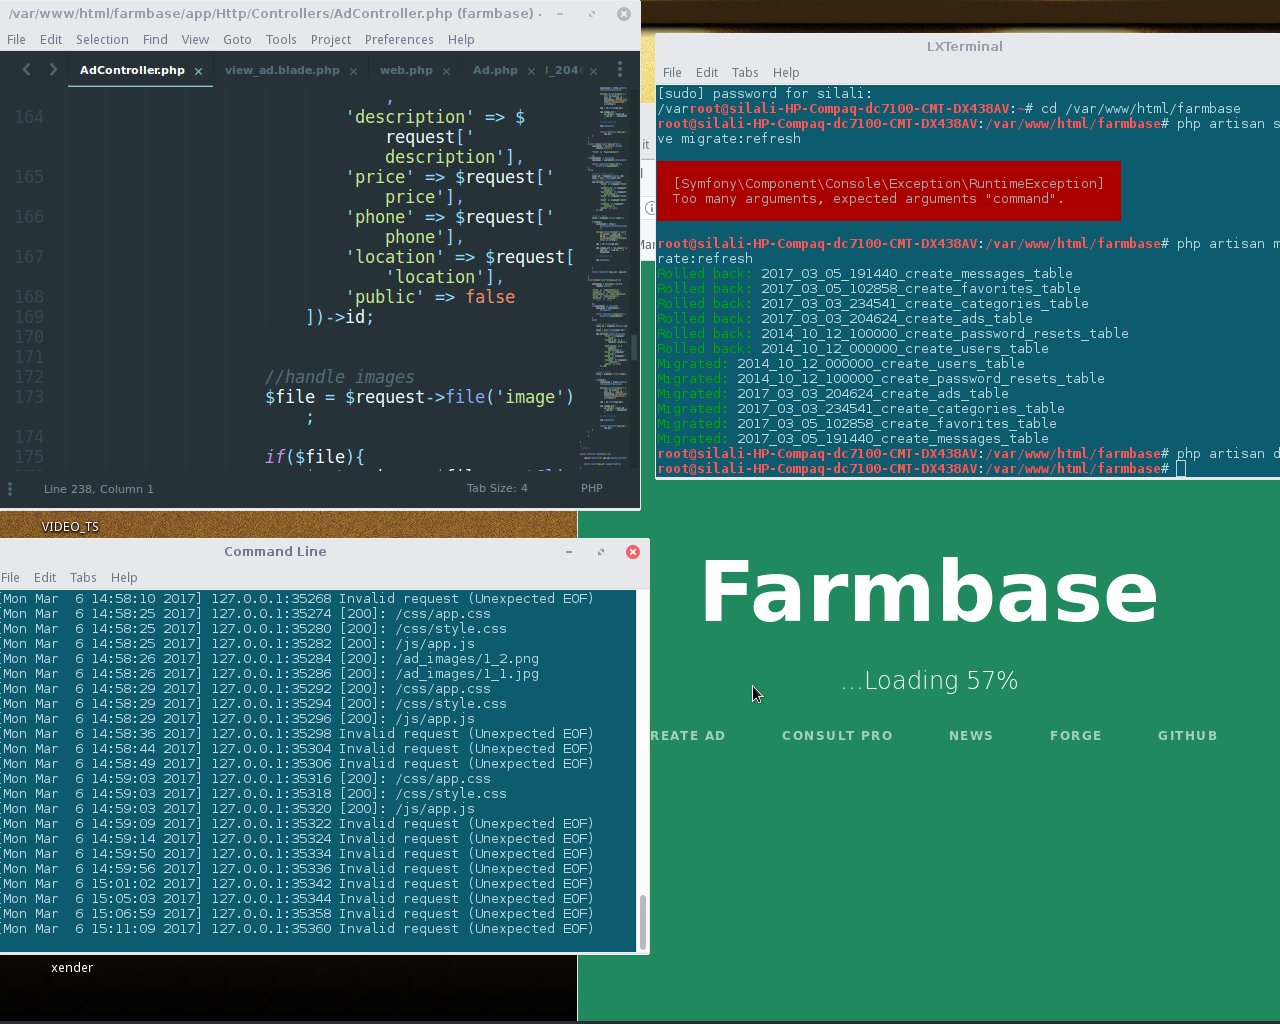 /var/www/html/farmbase/app/Http/Controllers/AdController.php (farmbase) ·
File Edit Selection Find View Goto Tools Project Preferences Help
AdController.php × view_ad.blade.php × web.php × Ad.php × ×
,
164 'description' => $
request['
description'],
165 'price' => $request['
price'],
166 'phone' => $request['
phone'],
167 'location' => $request[
'location'],
168 'public' => false
169 ])->id;
170
171
172 //handle images
173 $file = $request->file('image')
;
174
175 if($file){
Line 238, Column 1 Tab Size: 4 PHP
LXTerminal
File Edit Tabs Help
[sudo] password for silali:
/varroot@silali-HP-Compaq-dc7100-CMT-DX438AV:~# cd /var/www/html/farmbase
root@silali-HP-Compaq-dc7100-CMT-DX438AV:/var/www/html/farmbase# php artisan s
ve migrate:refresh
[Symfony\Component\Console\Exception\RuntimeException]
Too many arguments, expected arguments "command".
root@silali-HP-Compaq-dc7100-CMT-DX438AV:/var/www/html/farmbase# php artisan m
rate:refresh
Rolled back: 2017_03_05_191440_create_messages_table
Rolled back: 2017_03_05_102858_create_favorites_table
Rolled back: 2017_03_03_234541_create_categories_table
Rolled back: 2017_03_03_204624_create_ads_table
Rolled back: 2014_10_12_100000_create_password_resets_table
Rolled back: 2014_10_12_000000_create_users_table
Migrated: 2014_10_12_000000_create_users_table
Migrated: 2014_10_12_100000_create_password_resets_table
Migrated: 2017_03_03_204624_create_ads_table
Migrated: 2017_03_03_234541_create_categories_table
Migrated: 2017_03_05_102858_create_favorites_table
Migrated: 2017_03_05_191440_create_messages_table
root@silali-HP-Compaq-dc7100-CMT-DX438AV:/var/www/html/farmbase# php artisan d
root@silali-HP-Compaq-dc7100-CMT-DX438AV:/var/www/html/farmbase#
VIDEO_TS
Command Line
File Edit Tabs Help
[Mon Mar  6 14:58:10 2017] 127.0.0.1:35268 Invalid request (Unexpected EOF)
[Mon Mar  6 14:58:25 2017] 127.0.0.1:35274 [200]: /css/app.css
[Mon Mar  6 14:58:25 2017] 127.0.0.1:35280 [200]: /css/style.css
[Mon Mar  6 14:58:25 2017] 127.0.0.1:35282 [200]: /js/app.js
[Mon Mar  6 14:58:26 2017] 127.0.0.1:35284 [200]: /ad_images/1_2.png
[Mon Mar  6 14:58:26 2017] 127.0.0.1:35286 [200]: /ad_images/1_1.jpg
[Mon Mar  6 14:58:29 2017] 127.0.0.1:35292 [200]: /css/app.css
[Mon Mar  6 14:58:29 2017] 127.0.0.1:35294 [200]: /css/style.css
[Mon Mar  6 14:58:29 2017] 127.0.0.1:35296 [200]: /js/app.js
[Mon Mar  6 14:58:36 2017] 127.0.0.1:35298 Invalid request (Unexpected EOF)
[Mon Mar  6 14:58:44 2017] 127.0.0.1:35304 Invalid request (Unexpected EOF)
[Mon Mar  6 14:58:49 2017] 127.0.0.1:35306 Invalid request (Unexpected EOF)
[Mon Mar  6 14:59:03 2017] 127.0.0.1:35316 [200]: /css/app.css
[Mon Mar  6 14:59:03 2017] 127.0.0.1:35318 [200]: /css/style.css
[Mon Mar  6 14:59:03 2017] 127.0.0.1:35320 [200]: /js/app.js
[Mon Mar  6 14:59:09 2017] 127.0.0.1:35322 Invalid request (Unexpected EOF)
[Mon Mar  6 14:59:14 2017] 127.0.0.1:35324 Invalid request (Unexpected EOF)
[Mon Mar  6 14:59:50 2017] 127.0.0.1:35334 Invalid request (Unexpected EOF)
[Mon Mar  6 14:59:56 2017] 127.0.0.1:35336 Invalid request (Unexpected EOF)
[Mon Mar  6 15:01:02 2017] 127.0.0.1:35342 Invalid request (Unexpected EOF)
[Mon Mar  6 15:05:03 2017] 127.0.0.1:35344 Invalid request (Unexpected EOF)
[Mon Mar  6 15:06:59 2017] 127.0.0.1:35358 Invalid request (Unexpected EOF)
[Mon Mar  6 15:11:09 2017] 127.0.0.1:35360 Invalid request (Unexpected EOF)
xender
Farmbase
...Loading 57%
REATE AD CONSULT PRO NEWS FORGE GITHUB